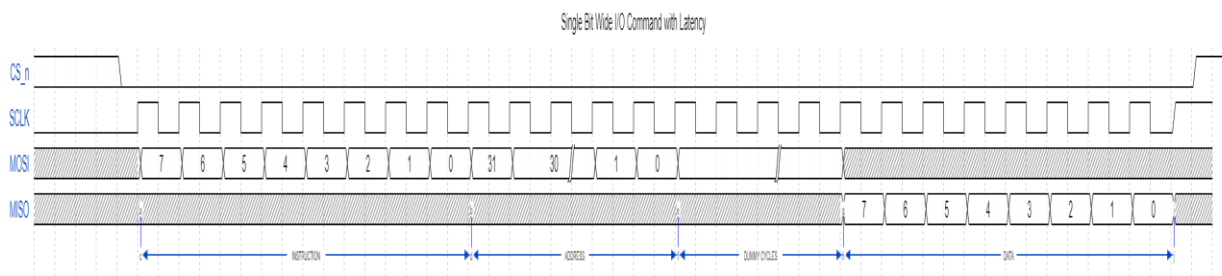 Single Bit Wide I/O Command with Latency
CS_n
SCLK
MOSI 7 6 5 4 3 2 1 0 31 30 1 0
MISO 7 6 5 4 3 2 1 0
INSTRUCTION ADDRESS DUMMY CYCLES DATA